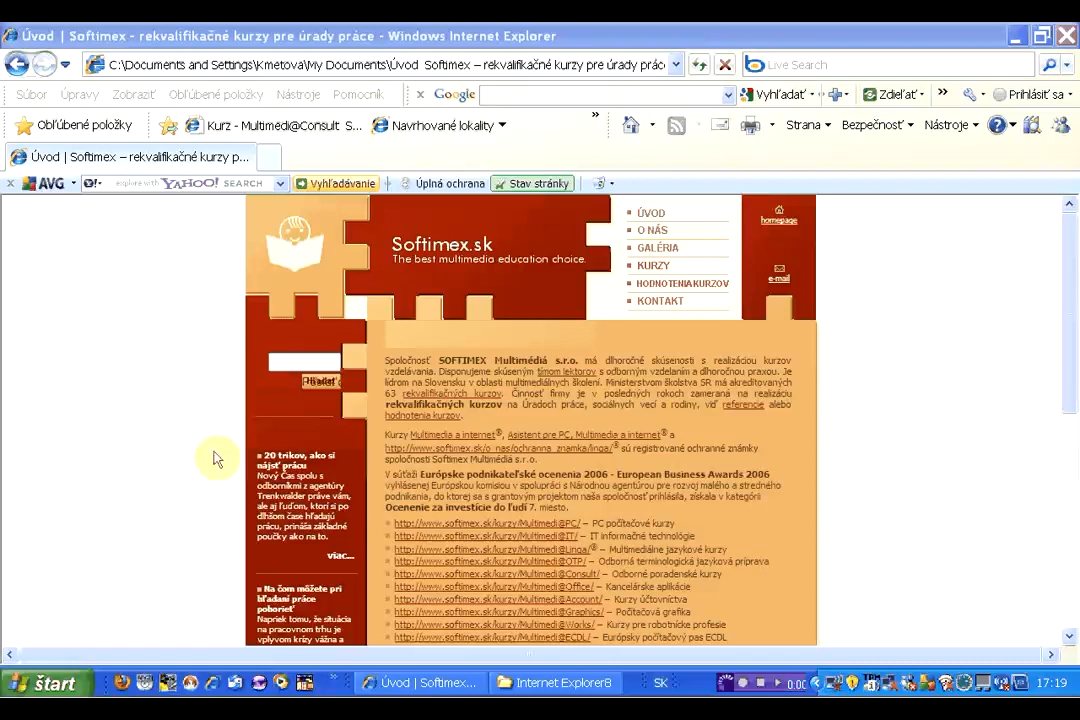 Úvod | Softimex - rekvalifikačné kurzy pre úrady práce - Windows Internet Explorer
C:\Documents and Settings\Kmetova\My Documents\Úvod Softimex – rekvalifikačné kurzy pre úrady prác
Live Search
Súbor Úpravy Zobraziť Obľúbené položky Nástroje Pomocník
x Google
Vyhľadať Zdieľať » Prihlásiť sa
Obľúbené položky
Kurz - Multimedi@Consult S...
Navrhované lokality
» Strana Bezpečnosť Nástroje
Úvod | Softimex – rekvalifikačné kurzy p...
x AVG Y! explore with YAHOO! SEARCH Vyhľadávanie Úplná ochrana Stav stránky
Softimex.sk
The best multimedia education choice.
ÚVOD
O NÁS
GALÉRIA
KURZY
HODNOTENIA KURZOV
KONTAKT
homepage
e-mail
Hľadať
20 trikov, ako si
nájsť prácu
Nový Čas spolu s
odborníkmi z agentúry
Trenkwalder práve vám,
ale aj ľuďom, ktorí si po
dlhšom čase hľadajú
prácu, prináša základné
poučky ako na to.
viac...
Na čom môžete pri
hľadaní práce
pohorieť
Napriek tomu, že situácia
na pracovnom trhu je
vplyvom krízy vážna a
Spoločnosť SOFTIMEX Multimédiá s.r.o. má dlhoročné skúsenosti s realizáciou kurzov
vzdelávania. Disponujeme skúseným tímom lektorov s odborným vzdelaním a dlhoročnou praxou. Je
lídrom na Slovensku v oblasti multimediálnych školení. Ministerstvom školstva SR má akreditovaných
63 rekvalifikačných kurzov. Činnosť firmy je v posledných rokoch zameraná na realizáciu
rekvalifikačných kurzov na Úradoch práce, sociálnych vecí a rodiny, viď referencie alebo
hodnotenia kurzov.
Kurzy Multimedia a internet®, Asistent pre PC, Multimedia a internet® a
http://www.softimex.sk/o_nas/ochranna_znamka/linga/® sú registrované ochranné známky
spoločnosti Softimex Multimédiá s.r.o.
V súťaži Európske podnikateľské ocenenia 2006 - European Business Awards 2006
vyhlásenej Európskou komisiou v spolupráci s Národnou agentúrou pre rozvoj malého a stredného
podnikania, do ktorej sa s grantovým projektom naša spoločnosť prihlásila, získala v kategórii
Ocenenie za investície do ľudí 7. miesto.
http://www.softimex.sk/kurzy/Multimedi@PC/ – PC počítačové kurzy
http://www.softimex.sk/kurzy/Multimedi@IT/ – IT informačné technológie
http://www.softimex.sk/kurzy/Multimedi@Linga/® – Multimediálne jazykové kurzy
http://www.softimex.sk/kurzy/Multimedi@OTP/ – Odborná terminologická jazyková príprava
http://www.softimex.sk/kurzy/Multimedi@Consult/ – Odborné poradenské kurzy
http://www.softimex.sk/kurzy/Multimedi@Office/ – Kancelárske aplikácie
http://www.softimex.sk/kurzy/Multimedi@Account/ – Kurzy účtovníctva
http://www.softimex.sk/kurzy/Multimedi@Graphics/ – Počítačová grafika
http://www.softimex.sk/kurzy/Multimedi@Works/ – Kurzy pre robotnícke profesie
http://www.softimex.sk/kurzy/Multimedi@ECDL/ – Európsky počítačový pas ECDL
štart » Úvod | Softimex... Internet Explorer8 SK 0:00 17:19